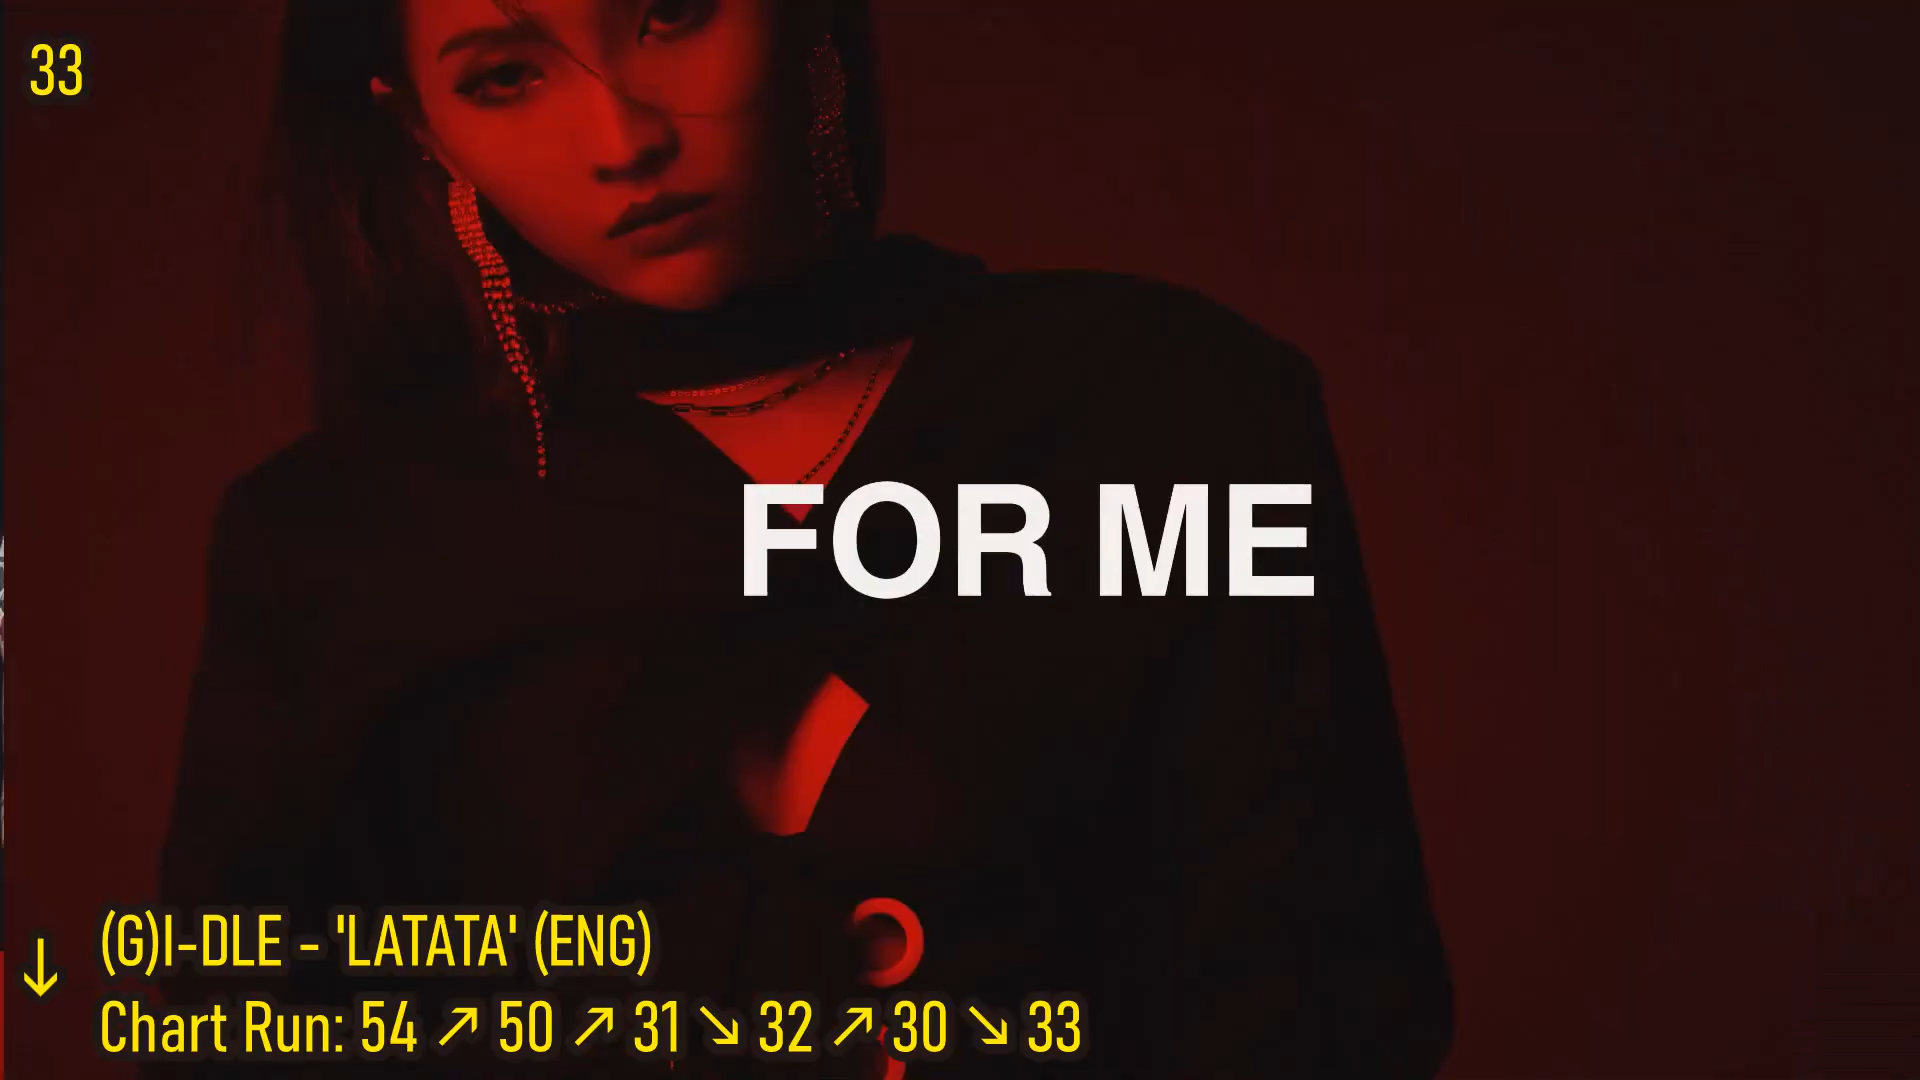 33
FOR ME
↓ (G)I-DLE - 'LATATA' (ENG)
Chart Run: 54 ↗ 50 ↗ 31 ↘ 32 ↗ 30 ↘ 33